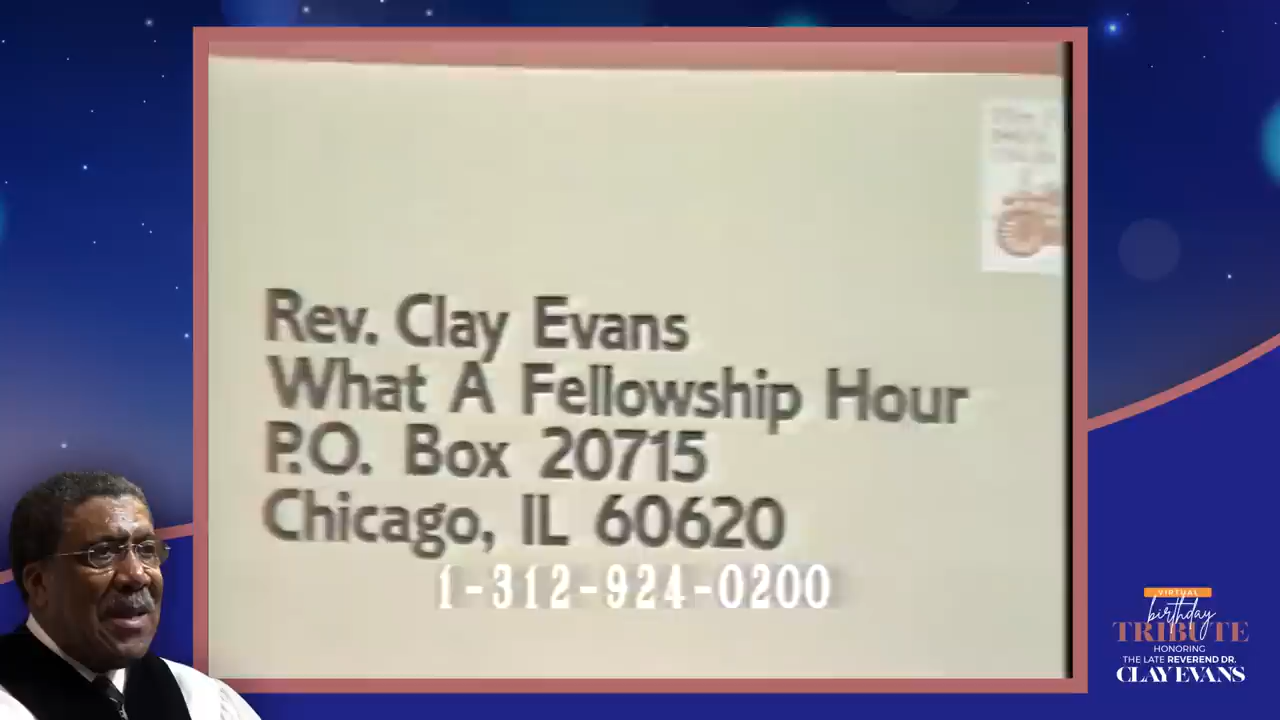 Rev. Clay Evans
What A Fellowship Hour
P.O. Box 20715
Chicago, IL 60620
1-312-924-0200
VIRTUAL
birthday
TRIBUTE
HONORING
THE LATE REVEREND DR.
CLAY EVANS